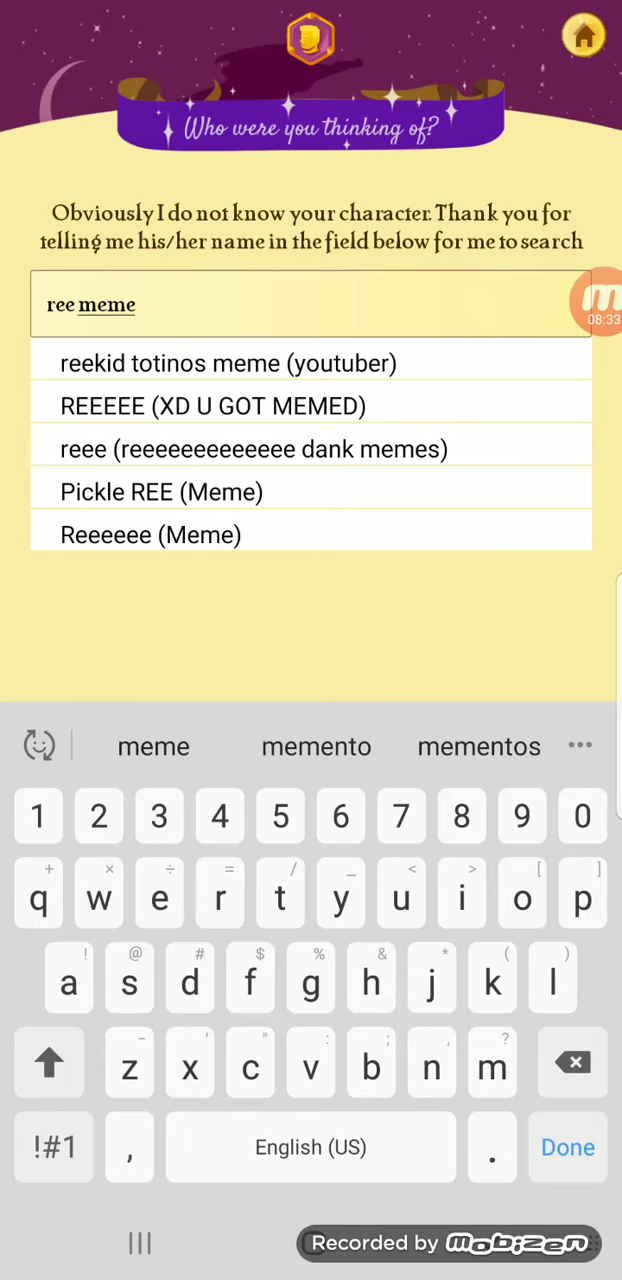 Who were you thinking of?
Obviously I do not know your character. Thank you for
telling me his/her name in the field below for me to search
ree meme
08:33
reekid totinos meme (youtuber)
REEEEE (XD U GOT MEMED)
reee (reeeeeeeeeeeee dank memes)
Pickle REE (Meme)
Reeeeee (Meme)
meme memento mementos
1 2 3 4 5 6 7 8 9 0
+ × ÷ = / _ < > [ ]
q w e r t y u i o p
! @ # $ % & * ( )
a s d f g h j k l
- ' " : ; , ?
z x c v b n m
!#1 , English (US) . Done
Recorded by mobizen